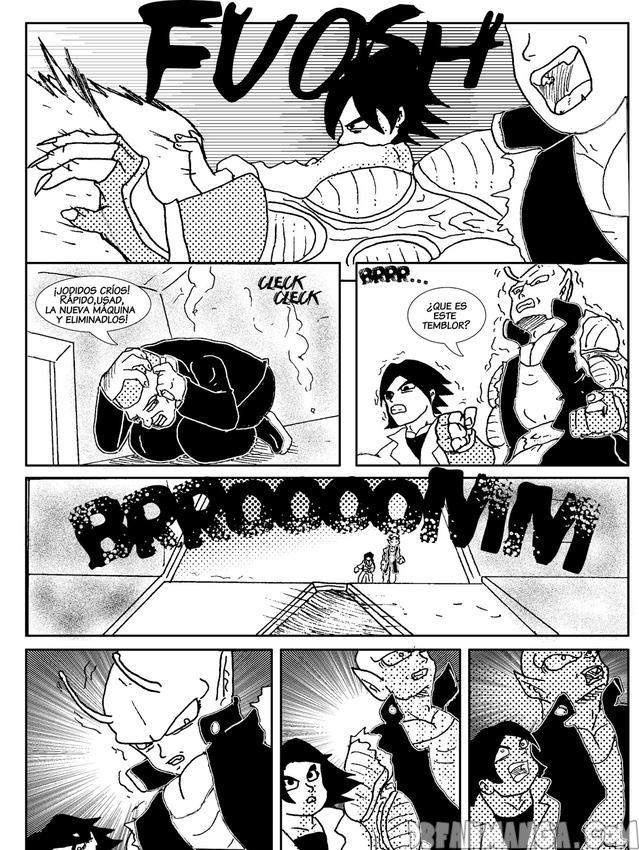 FUOSH
¡JODIDOS CRÍOS!
RÁPIDO,USAD,
LA NUEVA MÁQUINA
Y ELIMINADLOS!
CLECK
CLECK
BRRR...
¿QUE ES
ESTE
TEMBLOR?
BRROOOOMM
DBFANMANGA.COM